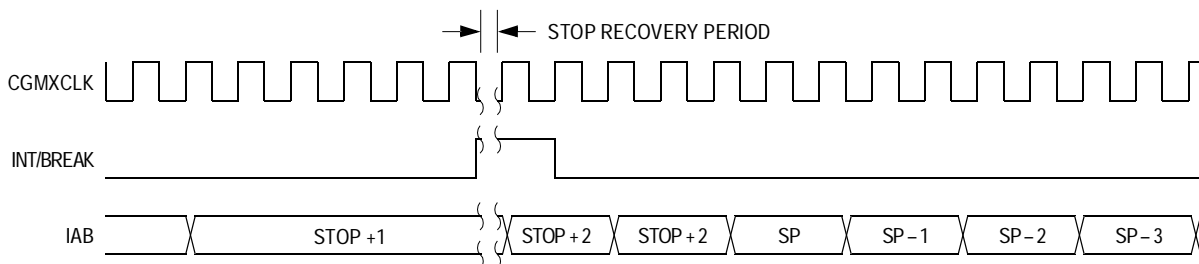 STOP RECOVERY PERIOD
CGMXCLK
INT/BREAK
IAB STOP +1 STOP + 2 STOP + 2 SP SP – 1 SP – 2 SP – 3